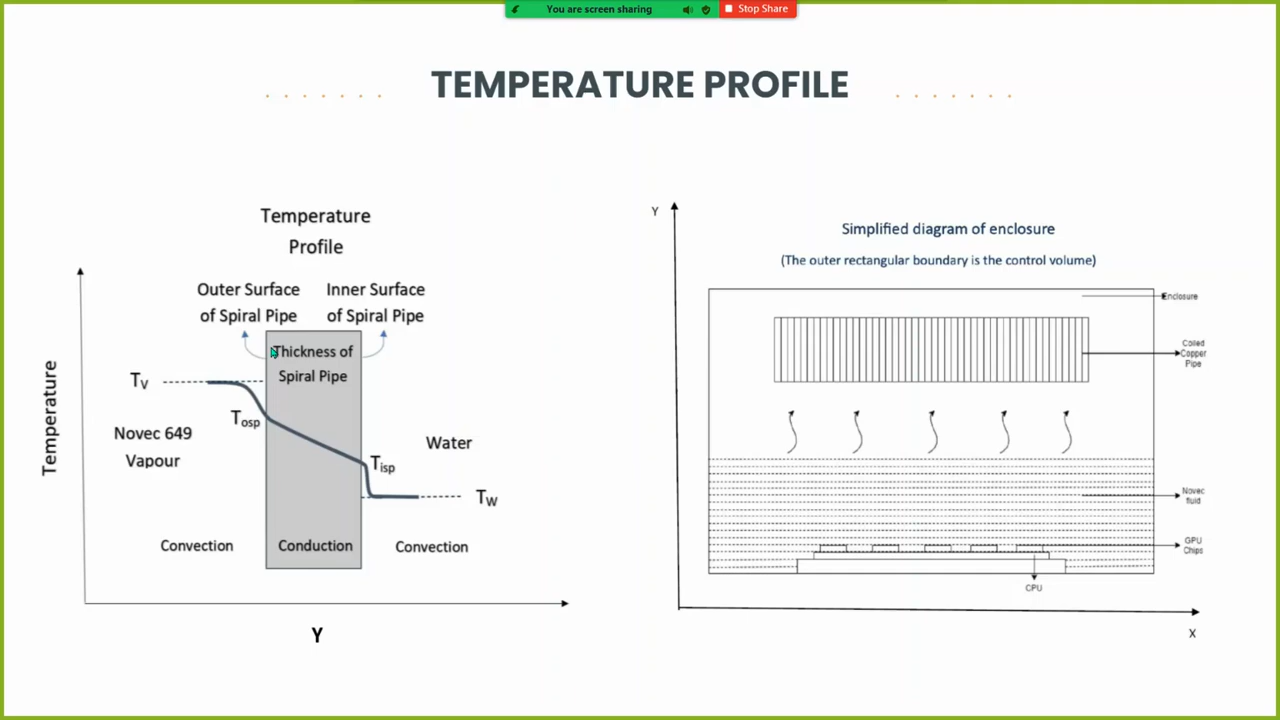 You are screen sharing
Stop Share
TEMPERATURE PROFILE
Temperature
Profile
Outer Surface
of Spiral Pipe
Inner Surface
of Spiral Pipe
Thickness of
Spiral Pipe
TV
Tosp
Novec 649
Vapour
Water
Tisp
TW
Convection
Conduction
Convection
Temperature
Y
Y
Simplified diagram of enclosure
(The outer rectangular boundary is the control volume)
Enclosure
Coiled
Copper
Pipe
Novec
fluid
GPU
Chips
CPU
X